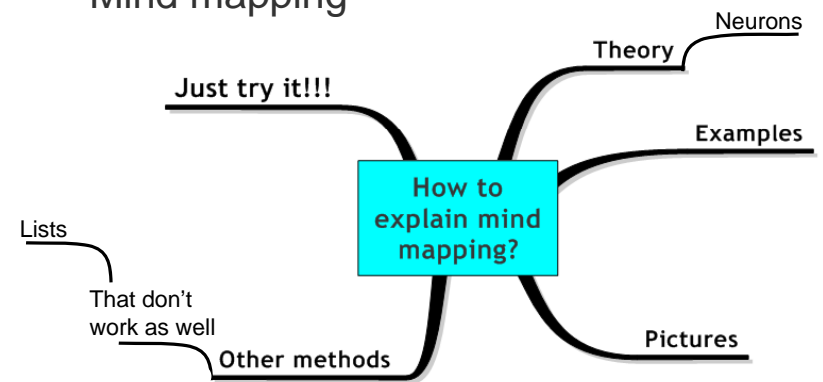 Mind mapping
Neurons
Theory
Just try it!!!
Examples
How to
explain mind
mapping?
Lists
That don’t
work as well
Pictures
Other methods